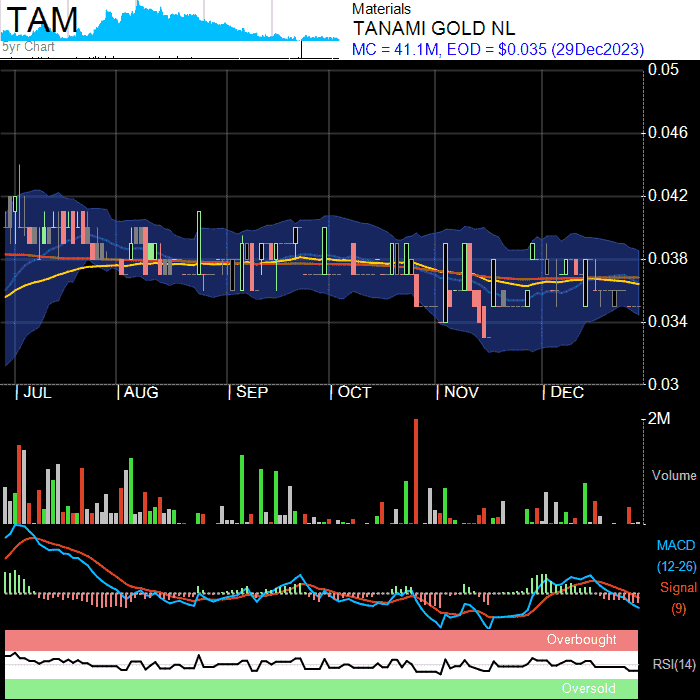 TAM
5yr Chart
Materials
TANAMI GOLD NL
MC = 41.1M, EOD = $0.035 (29Dec2023)
0.05
0.046
0.042
0.038
0.034
0.03
JUL AUG SEP OCT NOV DEC
2M
Volume
MACD
(12-26)
Signal
(9)
Overbought
RSI(14)
Oversold